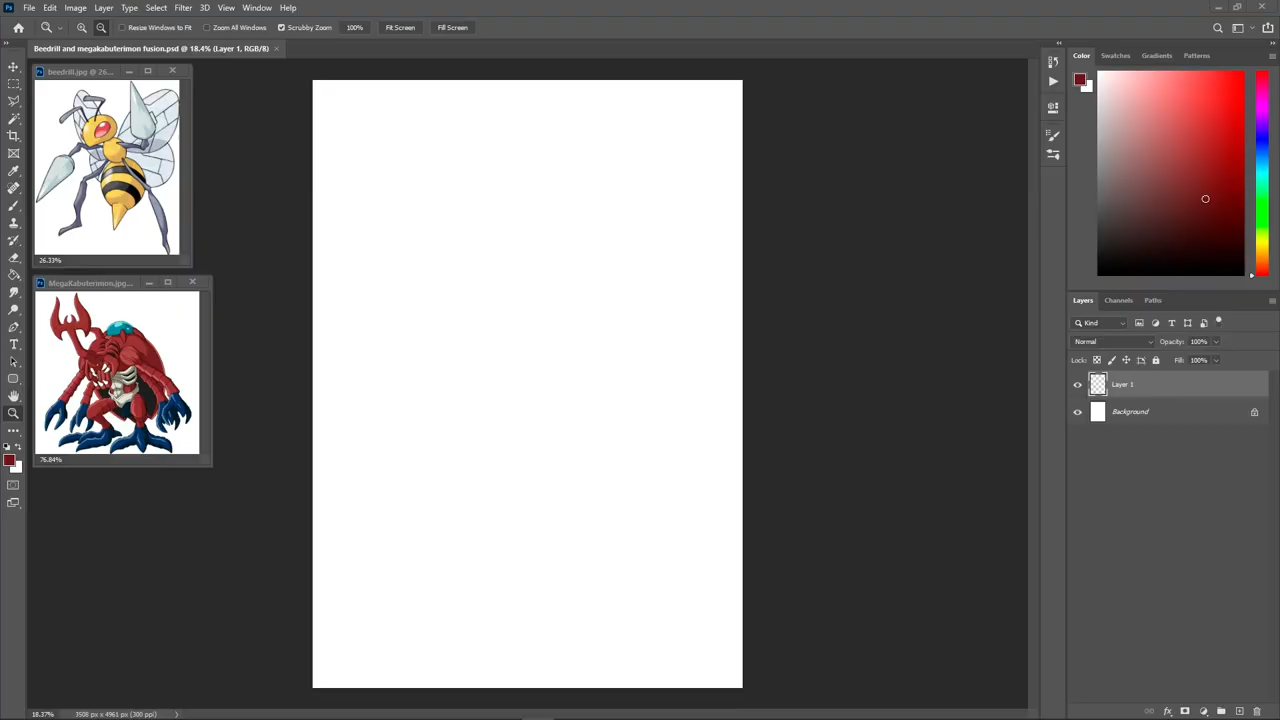 File Edit Image Layer Type Select Filter 3D View Window Help
Resize Windows to Fit Zoom All Windows Scrubby Zoom 100% Fit Screen Fill Screen
Beedrill and megakabuterimon fusion.psd @ 18.4% (Layer 1, RGB/8)
beedrill.jpg @ 26...
26.33%
MegaKabuterimon.jpg...
76.84%
Color Swatches Gradients Patterns
Layers Channels Paths
Kind
Normal Opacity: 100%
Lock: Fill: 100%
Layer 1
Background
18.37% 3508 px x 4961 px (300 ppi)